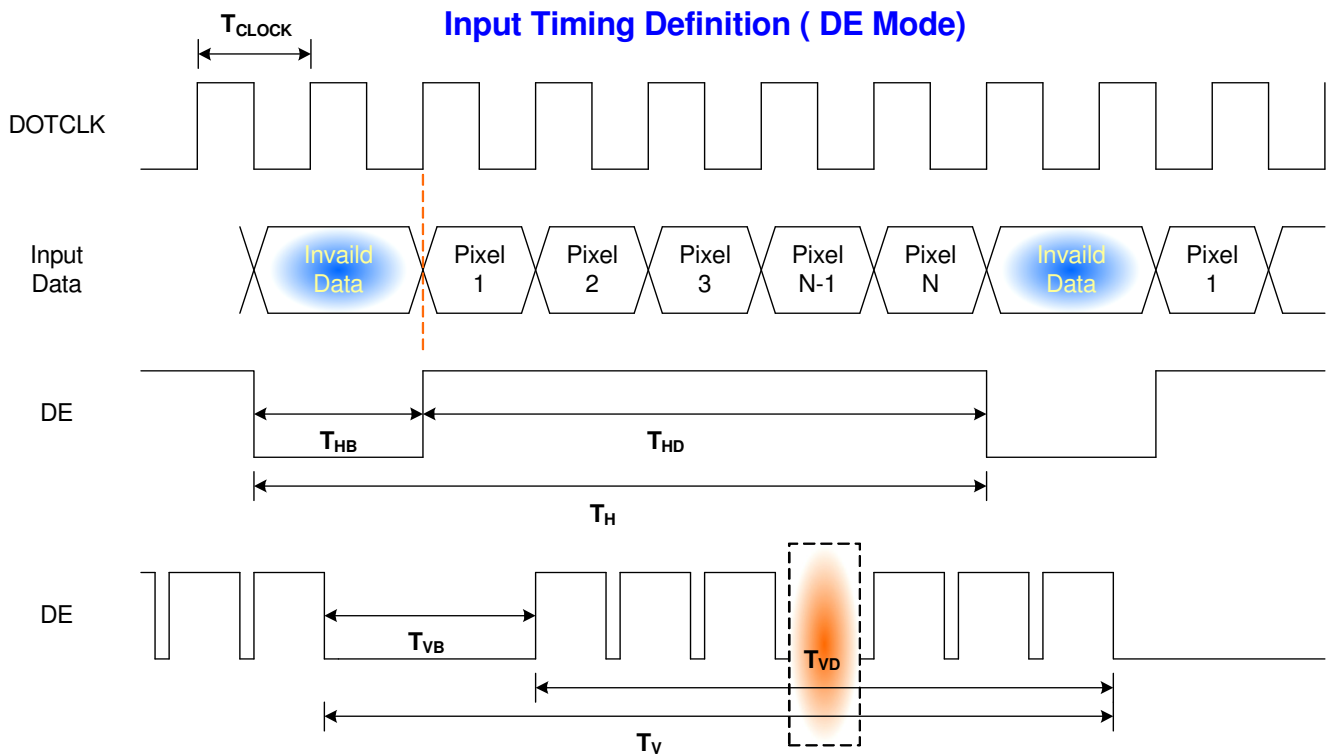 Input Timing Definition ( DE Mode)
TCLOCK
DOTCLK
Input
Data
Invaild
Data
Pixel
1
Pixel
2
Pixel
3
Pixel
N-1
Pixel
N
Invaild
Data
Pixel
1
DE
THB
THD
TH
DE
TVB
TVD
TV